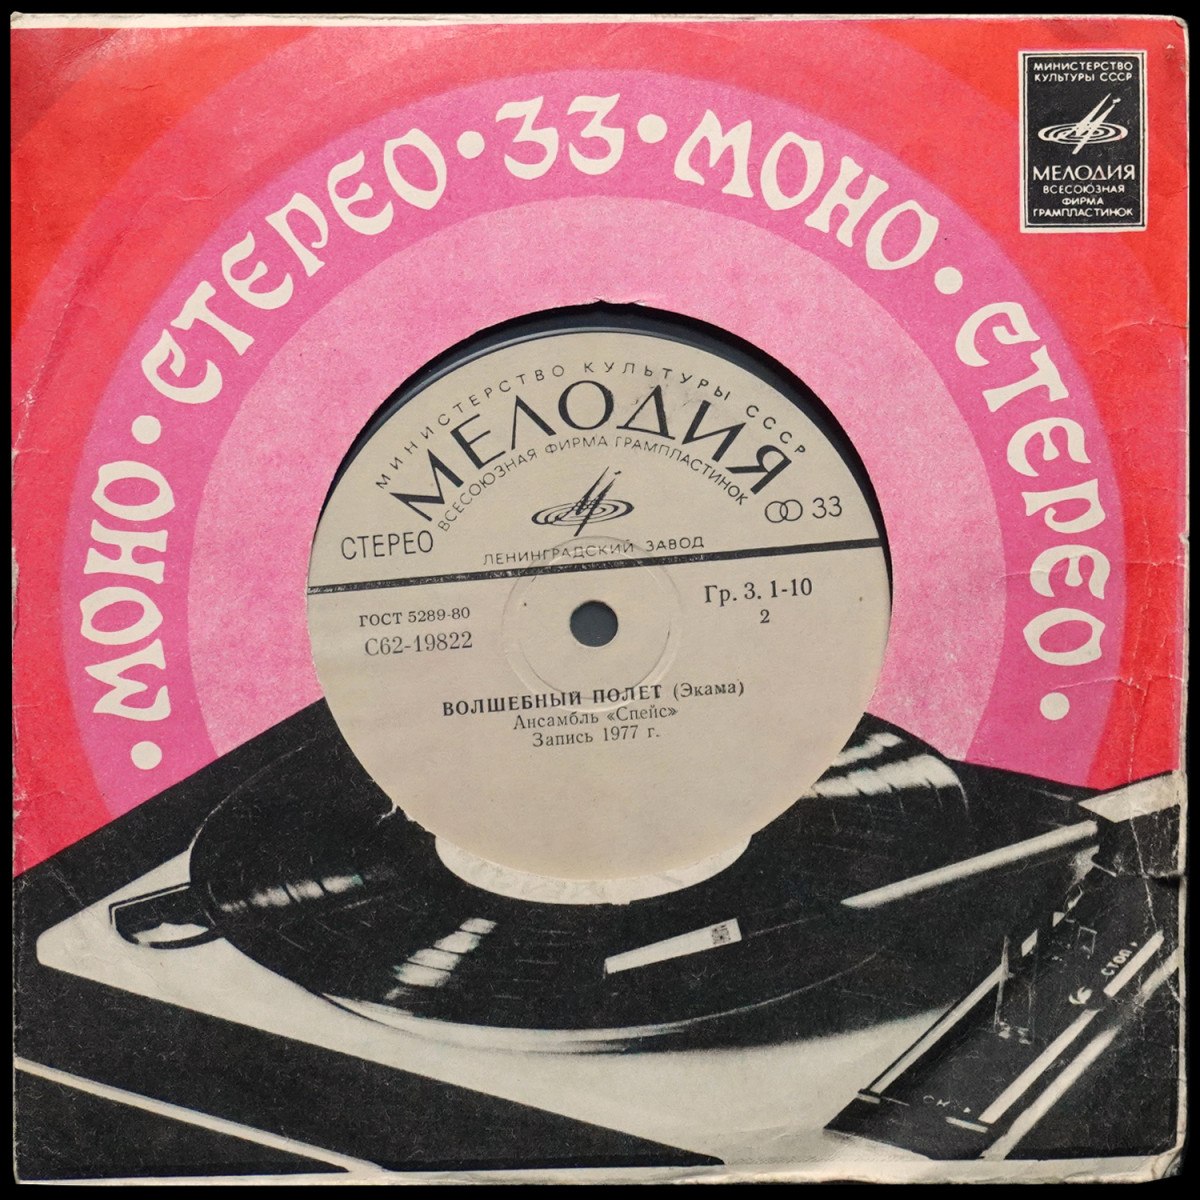 • МОНО • СТЕРЕО • 33 • МОНО • СТЕРЕО •
МИНИСТЕРСТВО
КУЛЬТУРЫ СССР
МЕЛОДИЯ
ВСЕСОЮЗНАЯ
ФИРМА
ГРАМПЛАСТИНОК
МИНИСТЕРСТВО КУЛЬТУРЫ СССР
МЕЛОДИЯ
ВСЕСОЮЗНАЯ ФИРМА ГРАМПЛАСТИНОК
СТЕРЕО
33
ЛЕНИНГРАДСКИЙ ЗАВОД
ГОСТ 5289-80
С62-19822
Гр. 3. 1-10
2
ВОЛШЕБНЫЙ ПОЛЕТ (Экама)
Ансамбль «Спейс»
Запись 1977 г.
СТОП